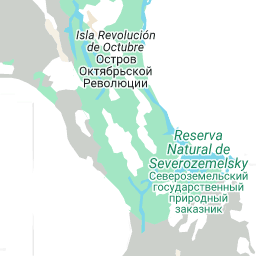 Isla Revolución
de Octubre
Остров
Октябрьской
Революции
Reserva
Natural de
Severozemelsky
Североземельский
государственный
природный
заказник